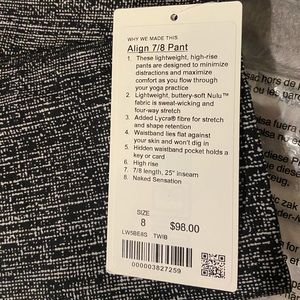 WHY WE MADE THIS
Align 7/8 Pant
1. These lightweight, high-rise
pants are designed to minimize
distractions and maximize
comfort as you flow through
your yoga practice
2 Lightweight, buttery-soft Nulu™
fabric is sweat-wicking and
four-way stretch
3. Added Lycra® fibre for stretch
and shape retention
4 Waistband lies flat against
your skin and won't dig in
5 Hidden waistband pocket holds a
key or card
6 High rise
7. 7/8 length, 25" inseam
8 Naked Sensation
SIZE
8
$98.00
LW5BE8S TWIB
000003827259